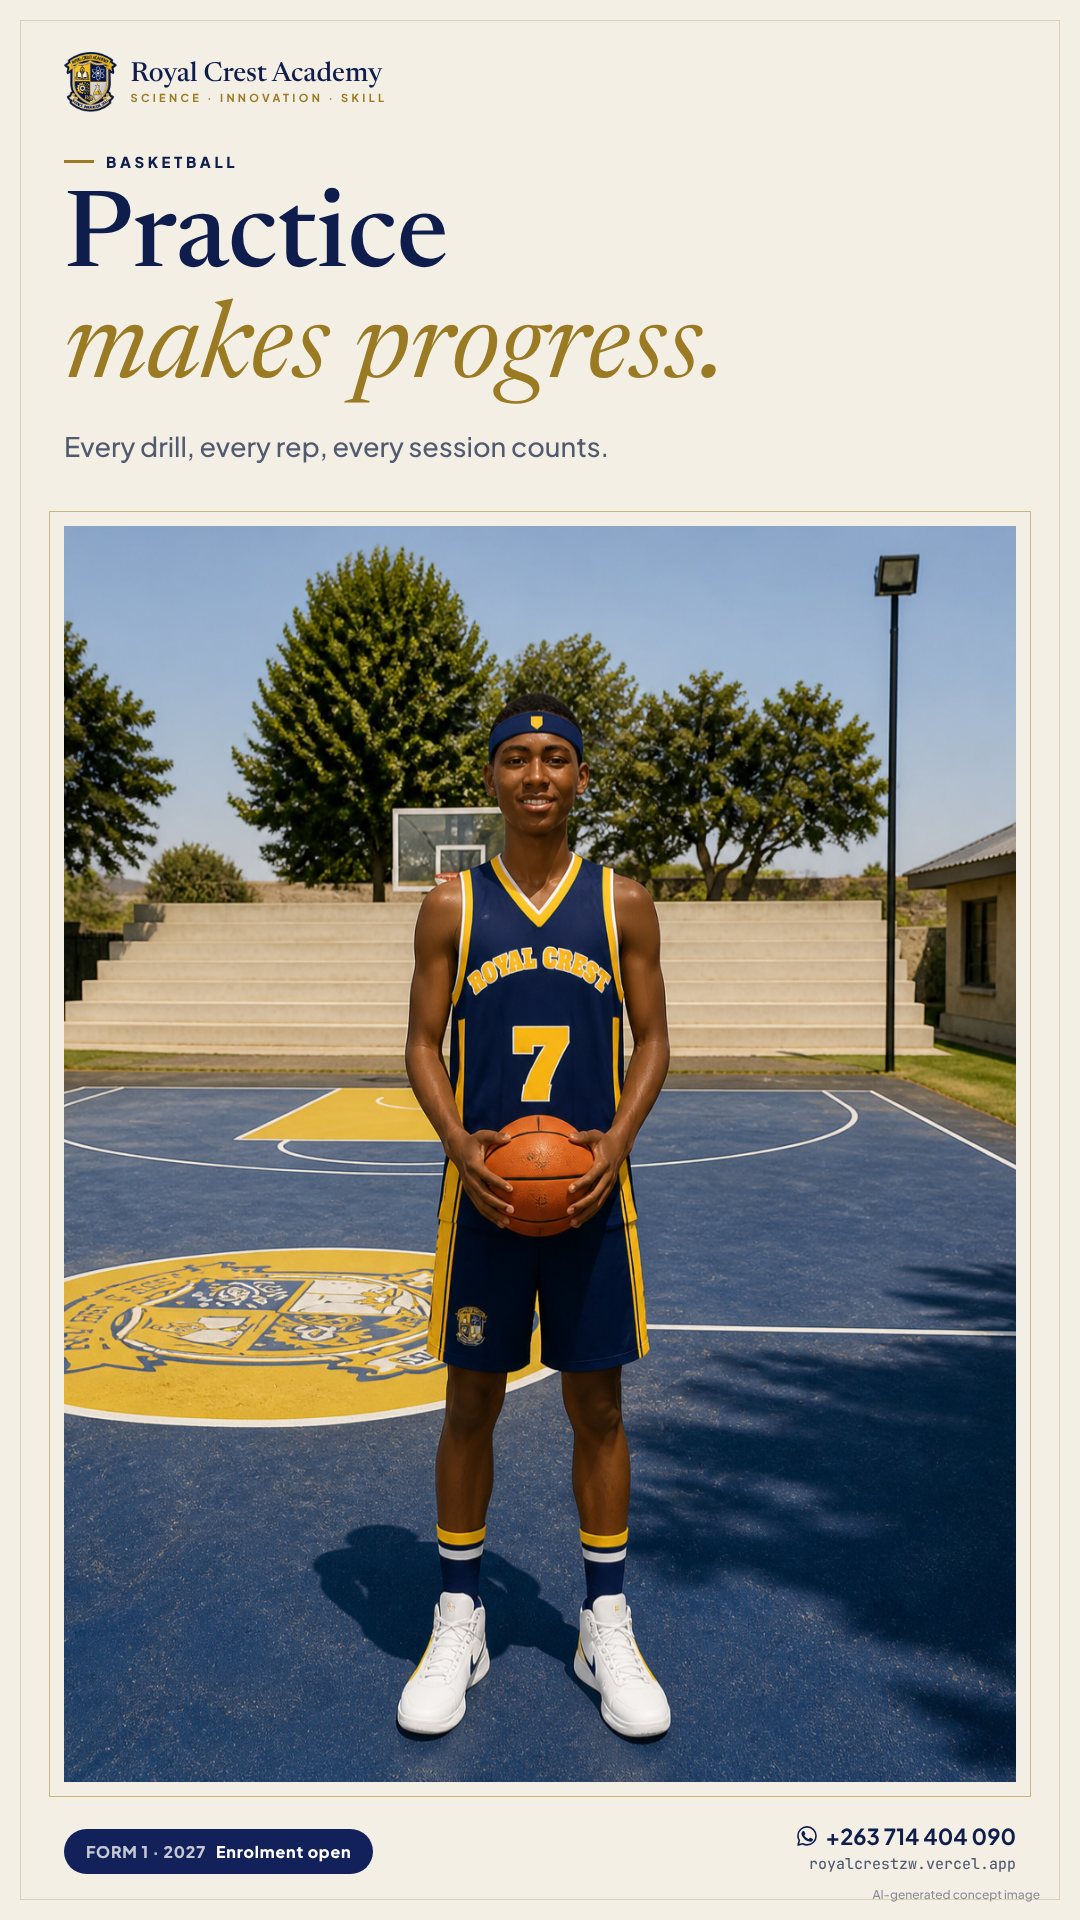 Royal Crest Academy
SCIENCE · INNOVATION · SKILL
BASKETBALL
Practice
makes progress.
Every drill, every rep, every session counts.
ROYAL CREST
7
FORM 1 · 2027 Enrolment open
+263 714 404 090
royalcrestzw.vercel.app
AI-generated concept image